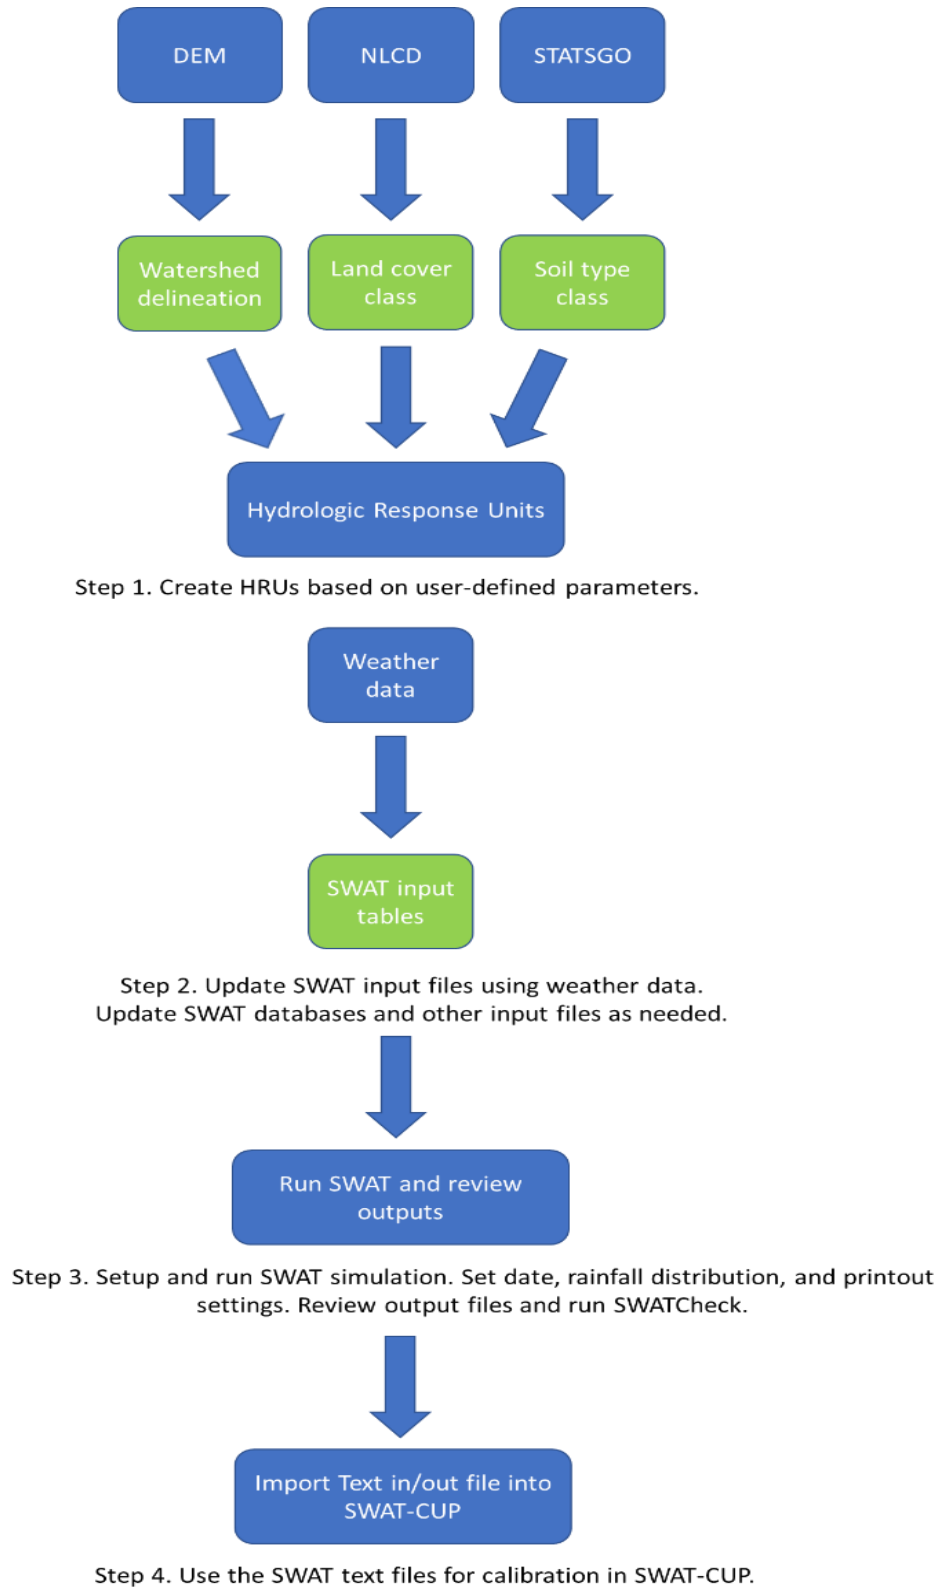 DEM
NLCD
STATSGO
Watershed
delineation
Land cover
class
Soil type
class
Hydrologic Response Units
Step 1. Create HRUs based on user-defined parameters.
Weather
data
SWAT input
tables
Step 2. Update SWAT input files using weather data.
Update SWAT databases and other input files as needed.
Run SWAT and review
outputs
Step 3. Setup and run SWAT simulation. Set date, rainfall distribution, and printout
settings. Review output files and run SWATCheck.
Import Text in/out file into
SWAT-CUP
Step 4. Use the SWAT text files for calibration in SWAT-CUP.